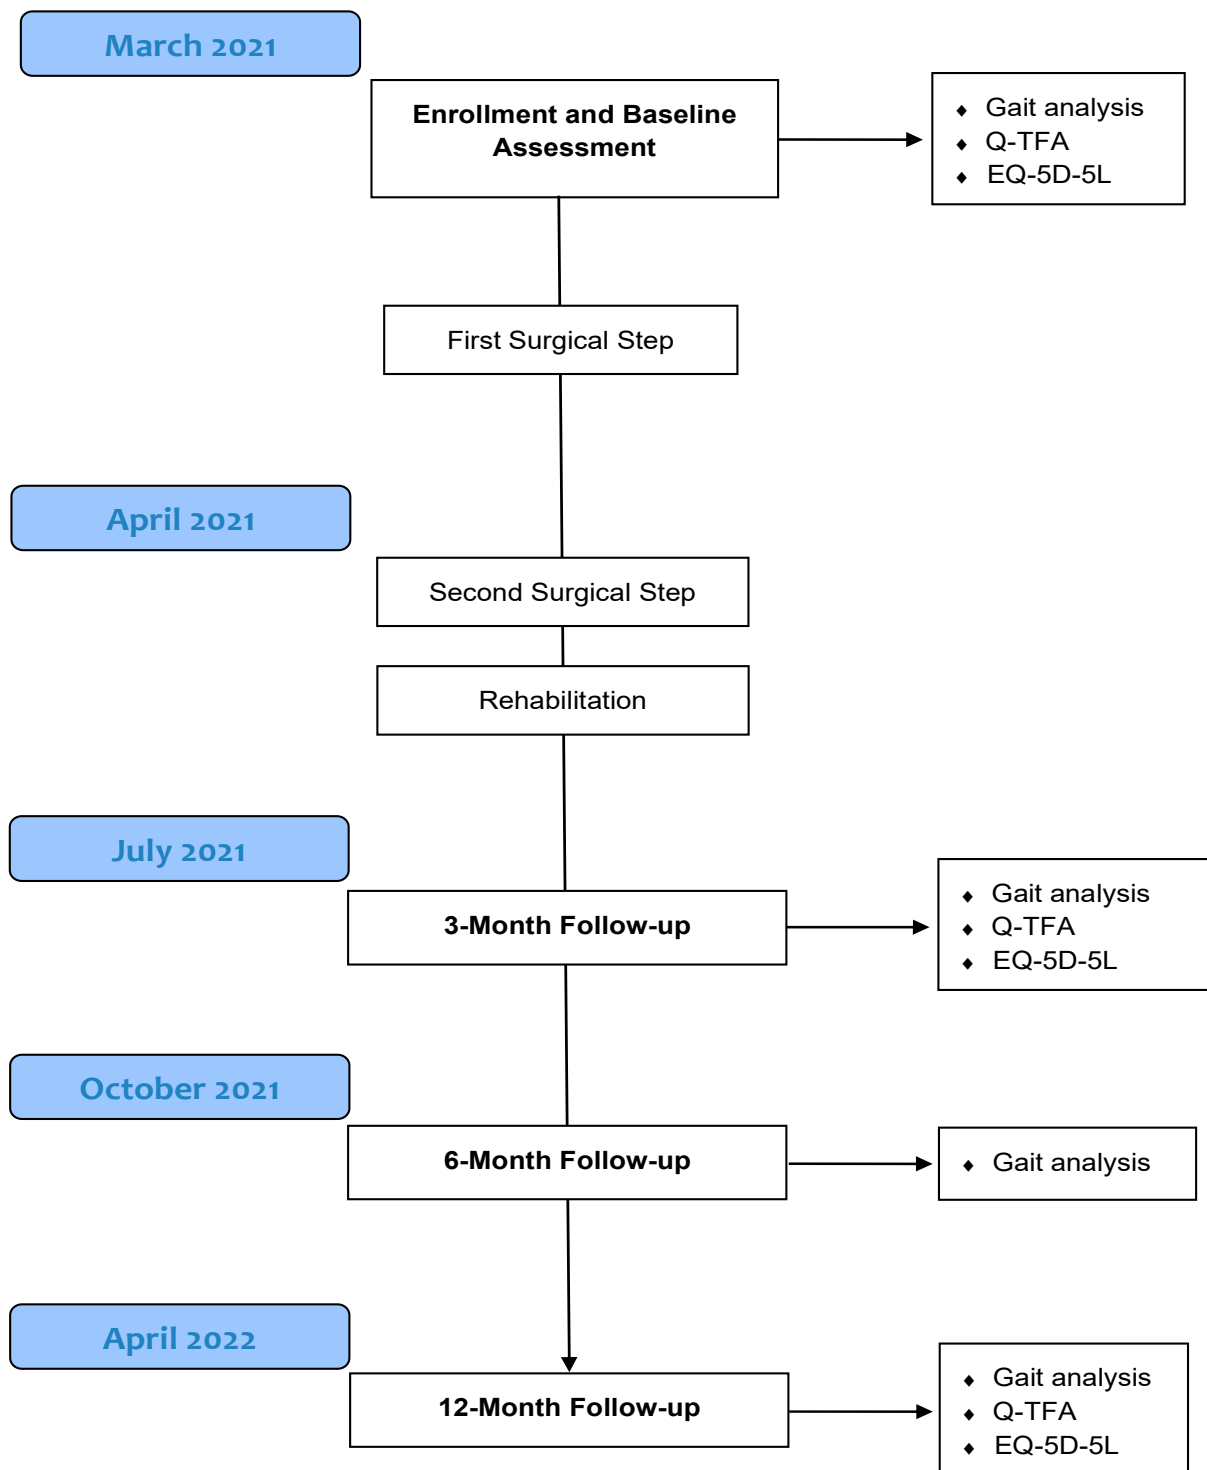 March 2021
Enrollment and Baseline
Assessment
♦ Gait analysis
♦ Q-TFA
♦ EQ-5D-5L
First Surgical Step
April 2021
Second Surgical Step
Rehabilitation
July 2021
3-Month Follow-up
♦ Gait analysis
♦ Q-TFA
♦ EQ-5D-5L
October 2021
6-Month Follow-up
♦ Gait analysis
April 2022
12-Month Follow-up
♦ Gait analysis
♦ Q-TFA
♦ EQ-5D-5L